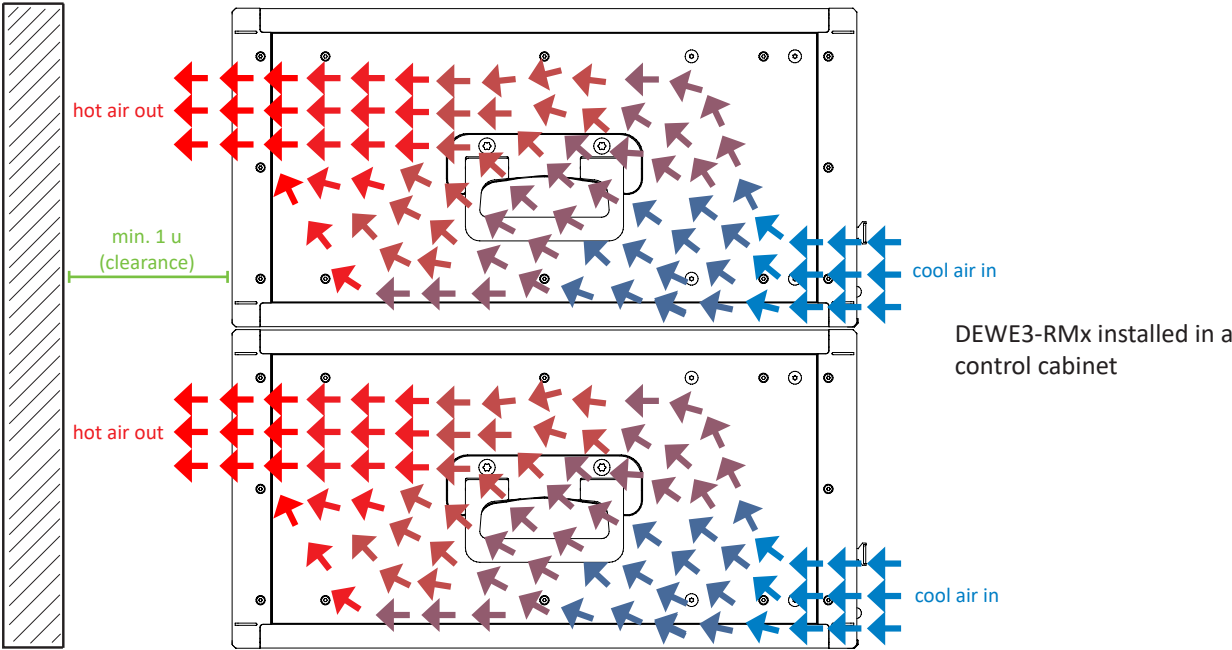 hot air out
min. 1 u
(clearance)
cool air in
DEWE3-RMx installed in a
control cabinet
hot air out
cool air in